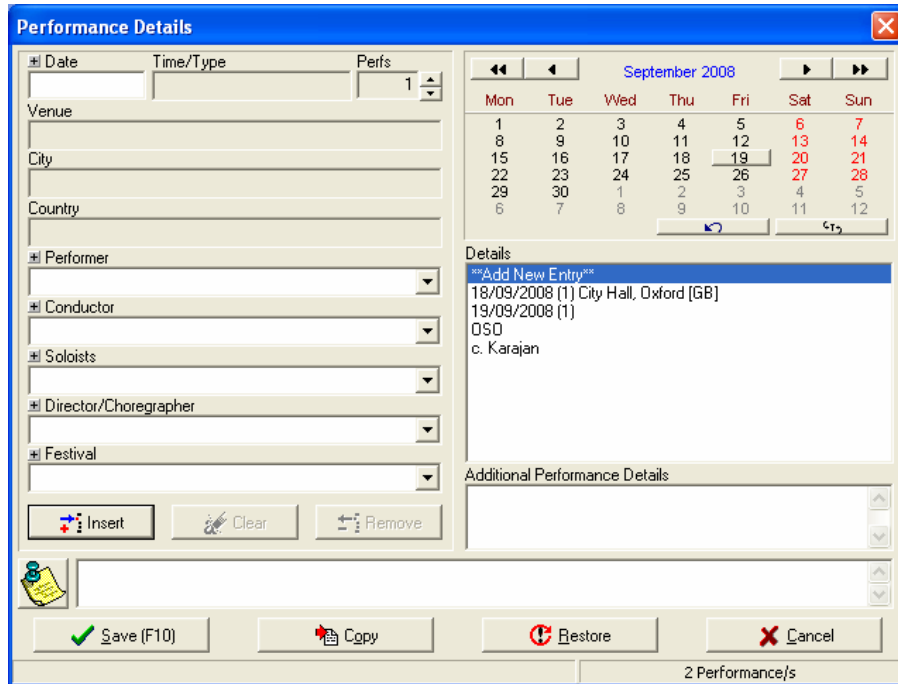 Performance Details
Date Time/Type Perfs
1
Venue
City
Country
Performer
Conductor
Soloists
Director/Choregrapher
Festival
Insert Clear Remove
September 2008
Mon Tue Wed Thu Fri Sat Sun
1 2 3 4 5 6 7
8 9 10 11 12 13 14
15 16 17 18 19 20 21
22 23 24 25 26 27 28
29 30 1 2 3 4 5
6 7 8 9 10 11 12
Details
**Add New Entry**
18/09/2008 (1) City Hall, Oxford [GB]
19/09/2008 (1)
OSO
c. Karajan
Additional Performance Details
Save (F10) Copy Restore Cancel
2 Performance/s